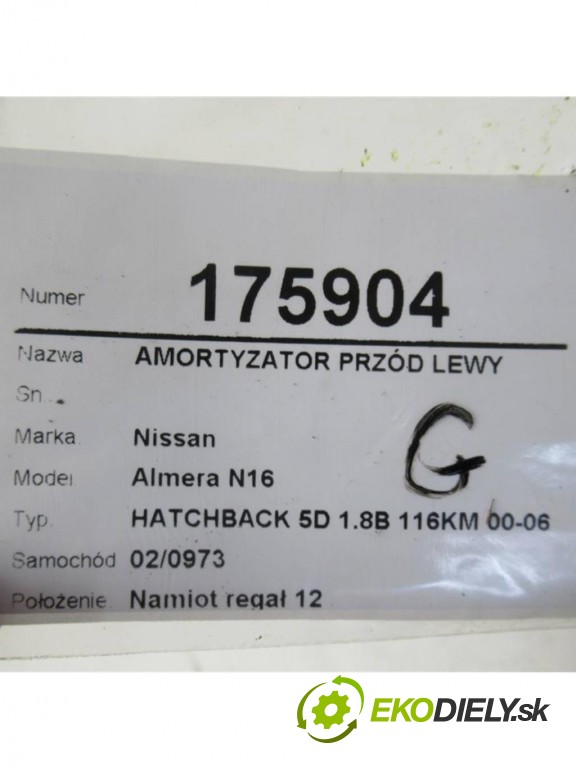 Numer 175904
Nazwa AMORTYZATOR PRZÓD LEWY
Sn
Marka Nissan
G
Model Almera N16
Typ HATCHBACK 5D 1.8B 116KM 00-06
Samochód 02/0973
Położenie Namiot regał 12
EKODIELY.sk